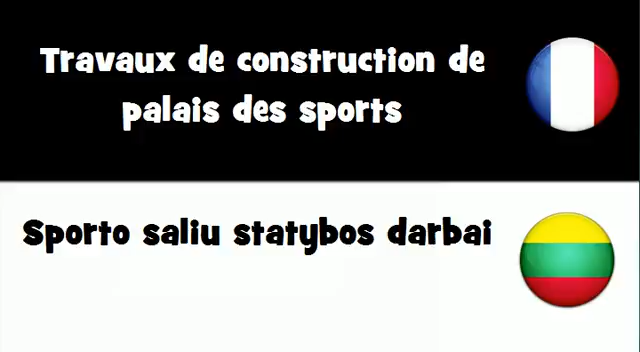 Travaux de construction de
palais des sports
Sporto saliu statybos darbai